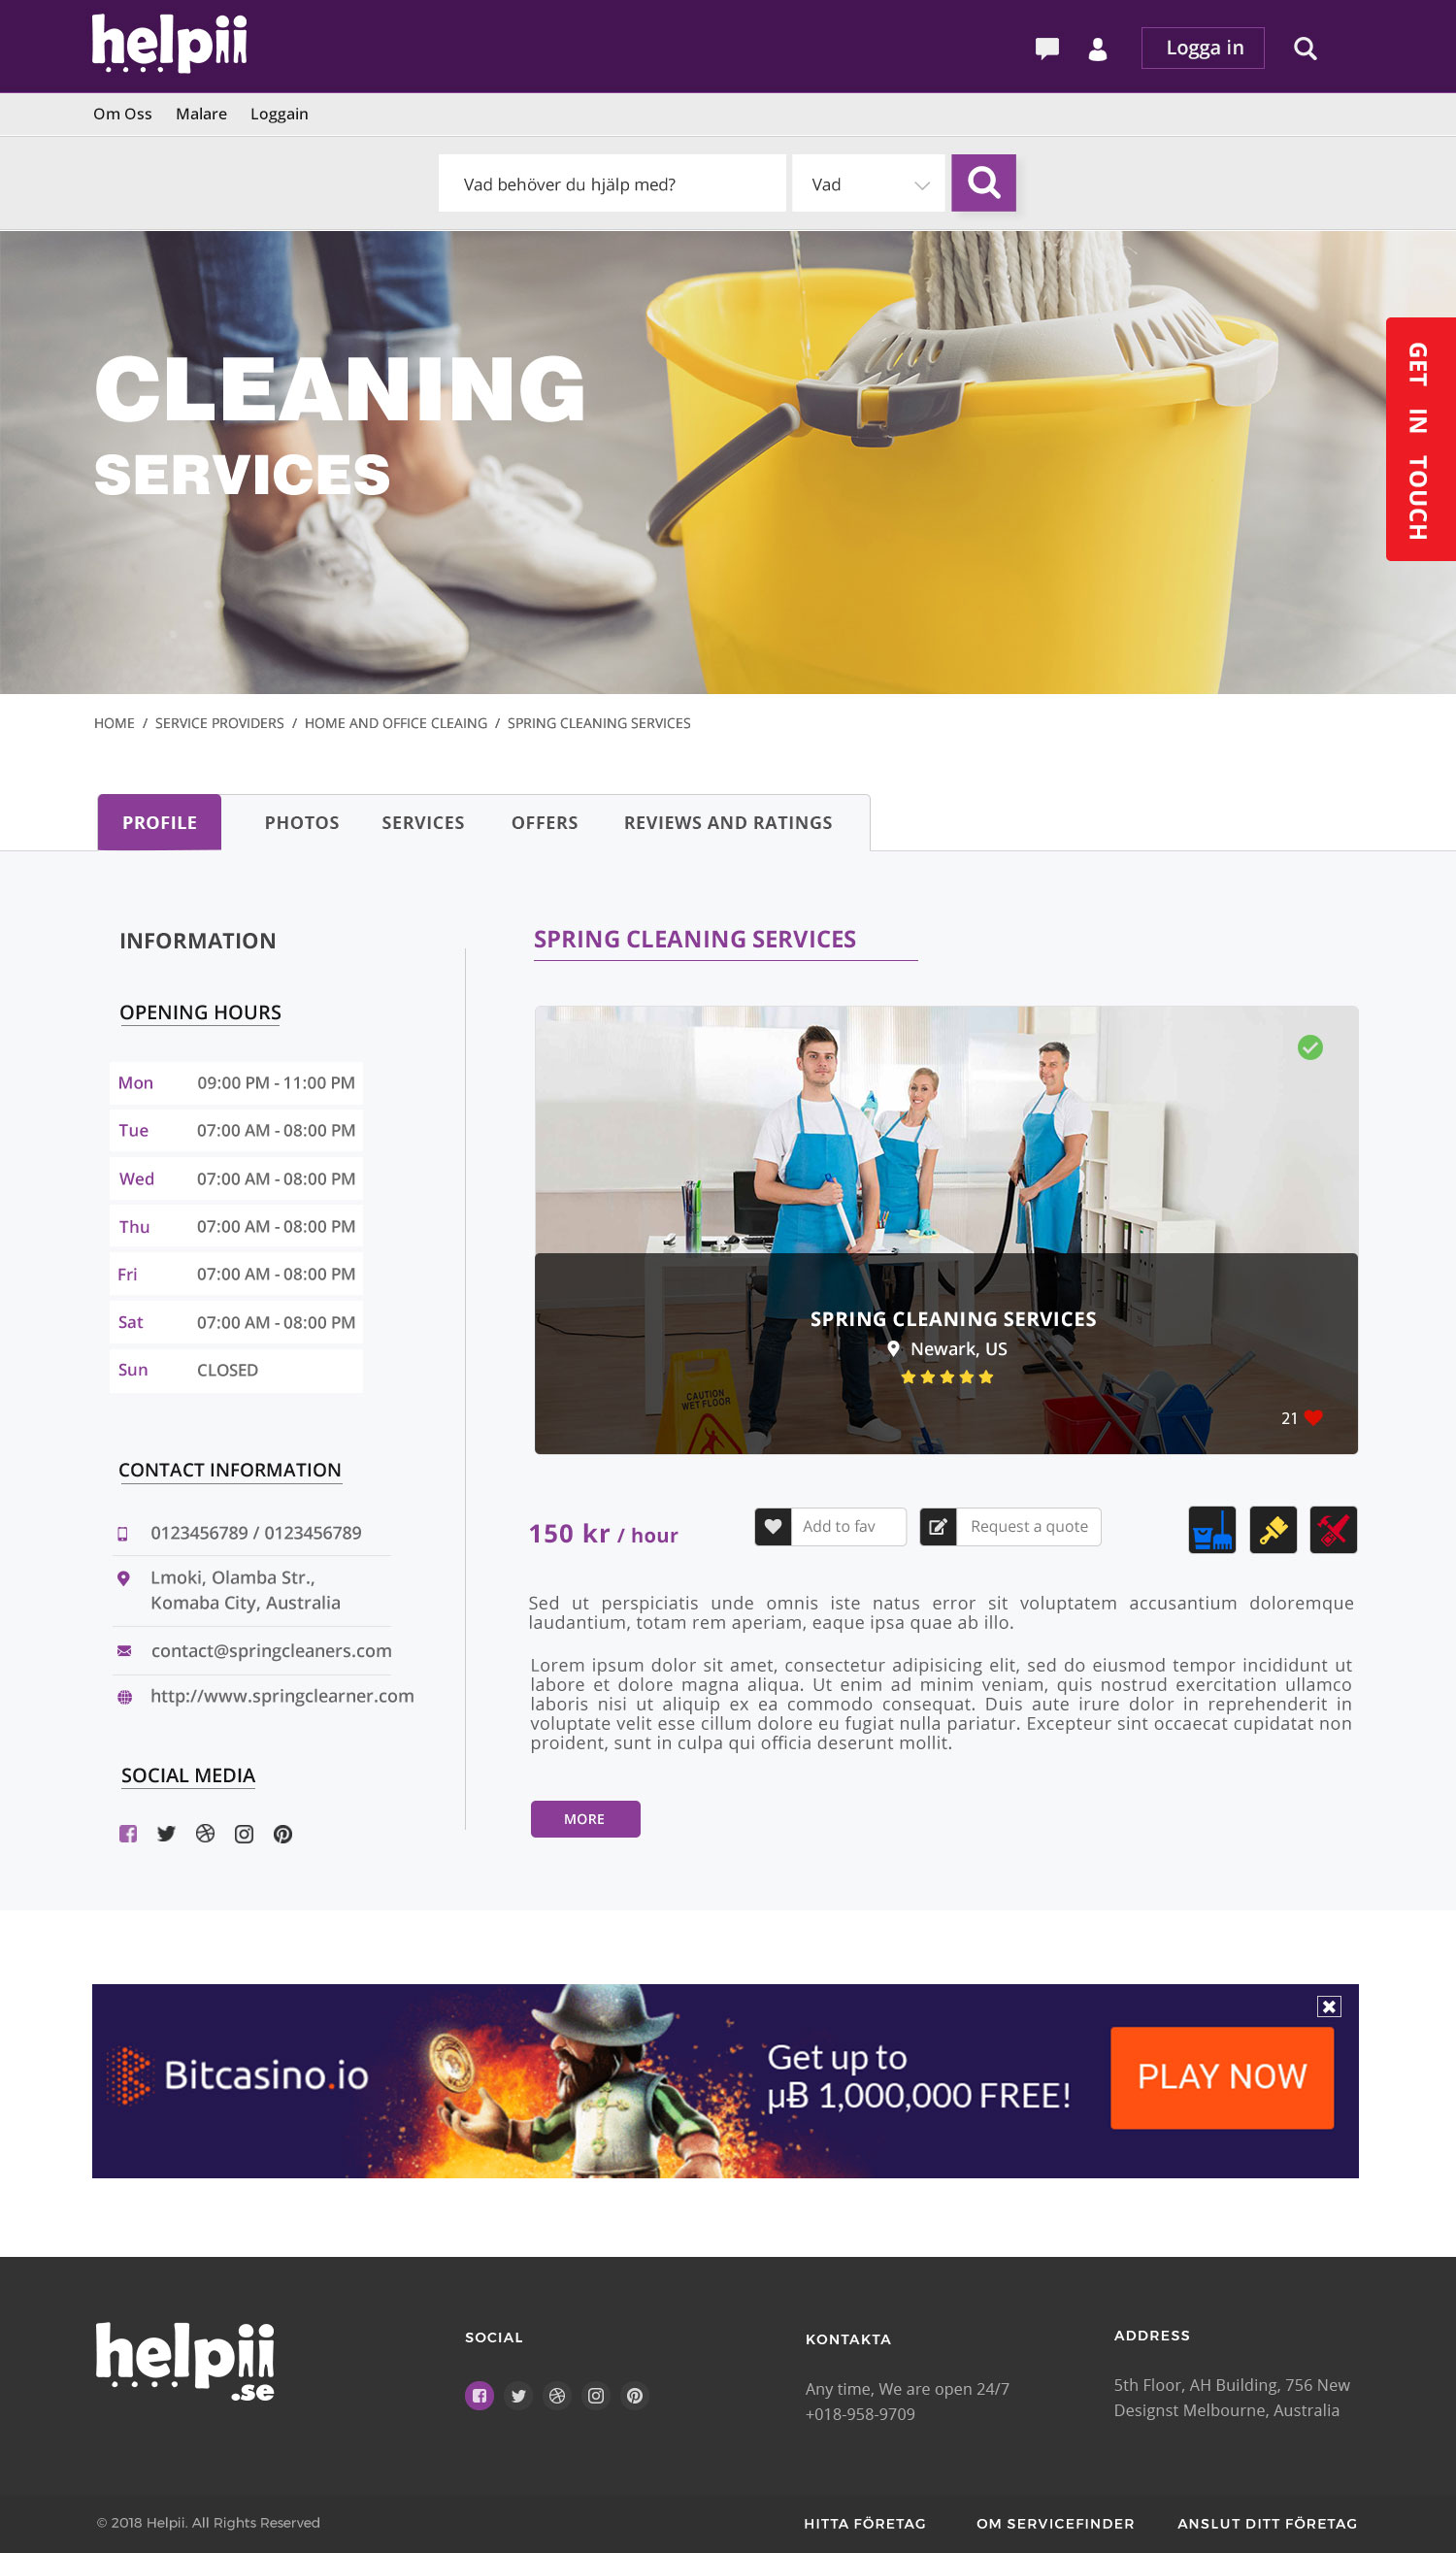 helpii
Logga in
Om Oss Malare Loggain
Vad behöver du hjälp med? Vad
CLEANING
SERVICES
GET IN TOUCH
HOME / SERVICE PROVIDERS / HOME AND OFFICE CLEAING / SPRING CLEANING SERVICES
PROFILE PHOTOS SERVICES OFFERS REVIEWS AND RATINGS
INFORMATION
OPENING HOURS
Mon 09:00 PM - 11:00 PM
Tue 07:00 AM - 08:00 PM
Wed 07:00 AM - 08:00 PM
Thu 07:00 AM - 08:00 PM
Fri 07:00 AM - 08:00 PM
Sat 07:00 AM - 08:00 PM
Sun CLOSED
CONTACT INFORMATION
0123456789 / 0123456789
Lmoki, Olamba Str.,
Komaba City, Australia
contact@springcleaners.com
http://www.springclearner.com
SOCIAL MEDIA
SPRING CLEANING SERVICES
CAUTION
WET FLOOR
SPRING CLEANING SERVICES
Newark, US
21
150 kr / hour
Add to fav
Request a quote
Sed ut perspiciatis unde omnis iste natus error sit voluptatem accusantium doloremque
laudantium, totam rem aperiam, eaque ipsa quae ab illo.
Lorem ipsum dolor sit amet, consectetur adipisicing elit, sed do eiusmod tempor incididunt ut
labore et dolore magna aliqua. Ut enim ad minim veniam, quis nostrud exercitation ullamco
laboris nisi ut aliquip ex ea commodo consequat. Duis aute irure dolor in reprehenderit in
voluptate velit esse cillum dolore eu fugiat nulla pariatur. Excepteur sint occaecat cupidatat non
proident, sunt in culpa qui officia deserunt mollit.
MORE
Bitcasino.io
Get up to
µɃ 1,000,000 FREE!
PLAY NOW
helpii
.se
SOCIAL
KONTAKTA
Any time, We are open 24/7
+018-958-9709
ADDRESS
5th Floor, AH Building, 756 New
Designst Melbourne, Australia
© 2018 Helpii. All Rights Reserved
HITTA FÖRETAG OM SERVICEFINDER ANSLUT DITT FÖRETAG